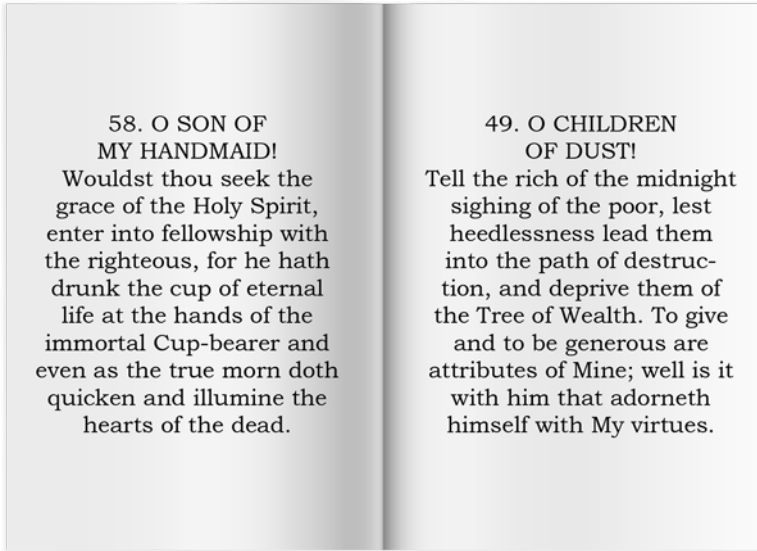 58. O SON OF
MY HANDMAID!
Wouldst thou seek the
grace of the Holy Spirit,
enter into fellowship with
the righteous, for he hath
drunk the cup of eternal
life at the hands of the
immortal Cup-bearer and
even as the true morn doth
quicken and illumine the
hearts of the dead.
49. O CHILDREN
OF DUST!
Tell the rich of the midnight
sighing of the poor, lest
heedlessness lead them
into the path of destruc-
tion, and deprive them of
the Tree of Wealth. To give
and to be generous are
attributes of Mine; well is it
with him that adorneth
himself with My virtues.